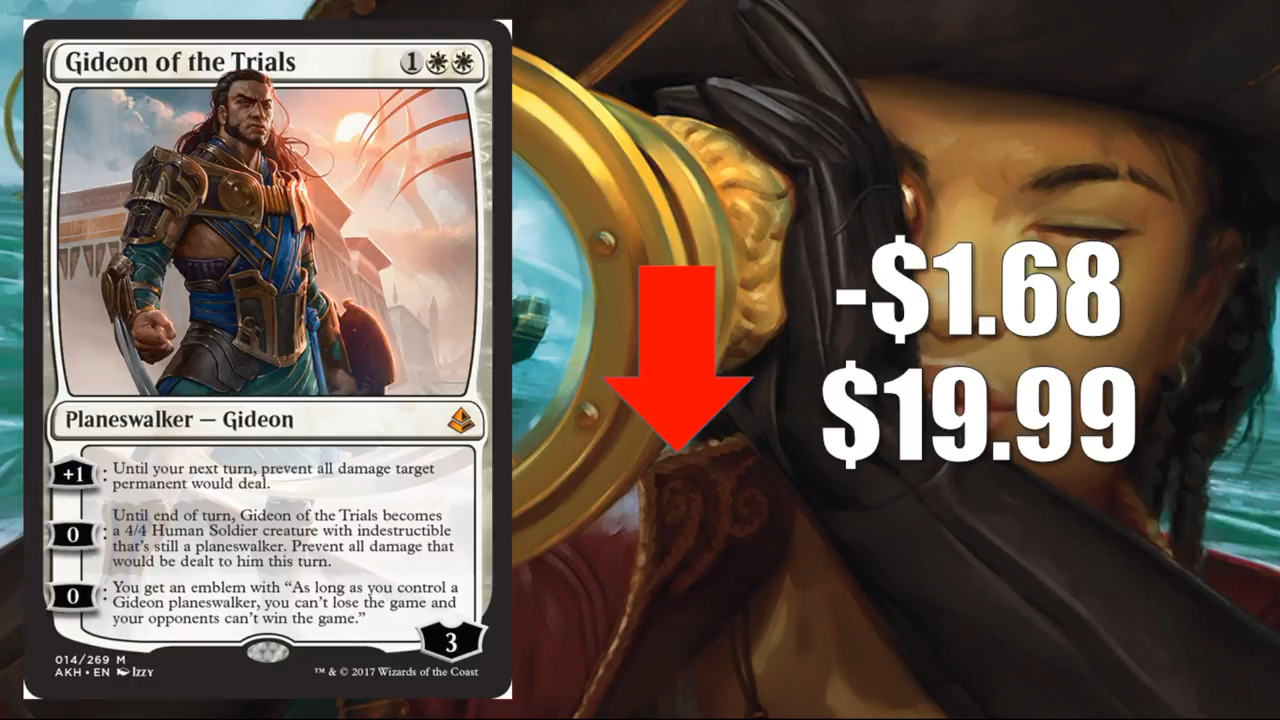 Gideon of the Trials 1
Planeswalker — Gideon
+1: Until your next turn, prevent all damage target
permanent would deal.
0: Until end of turn, Gideon of the Trials becomes
a 4/4 Human Soldier creature with indestructible
that's still a planeswalker. Prevent all damage that
would be dealt to him this turn.
0: You get an emblem with “As long as you control a
Gideon planeswalker, you can't lose the game and
your opponents can't win the game.”
3
014/269 M
AKH • EN Izzy
™ & © 2017 Wizards of the Coast
-$1.68
$19.99